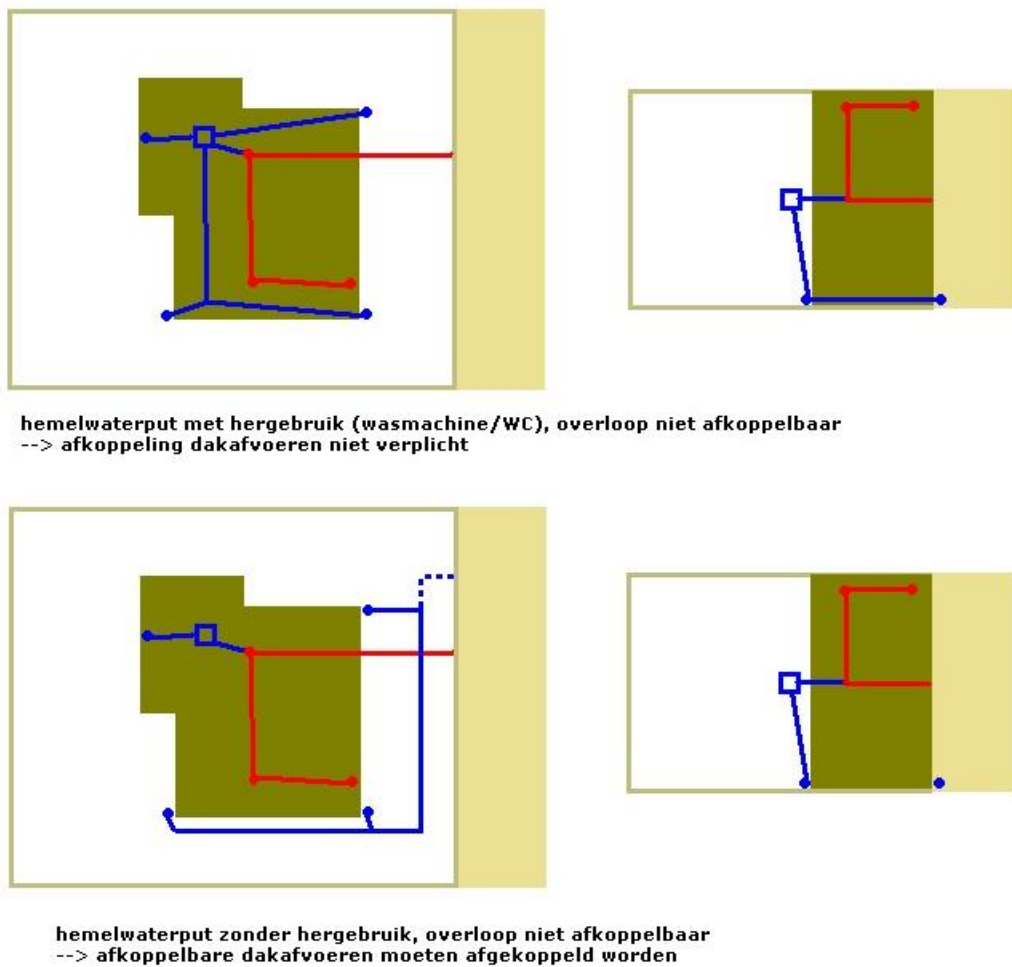 hemelwaterput met hergebruik (wasmachine/WC), overloop niet afkoppelbaar
--> afkoppeling dakafvoeren niet verplicht
hemelwaterput zonder hergebruik, overloop niet afkoppelbaar
--> afkoppelbare dakafvoeren moeten afgekoppeld worden